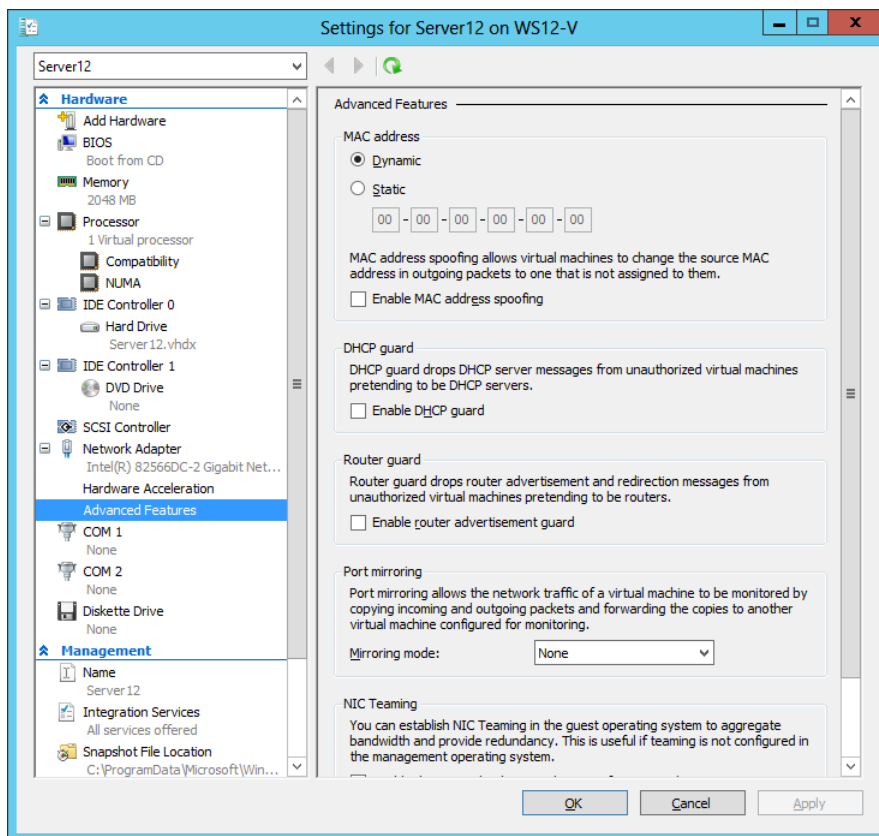 Settings for Server12 on WS12-V
Server12
Hardware
Add Hardware
BIOS
Boot from CD
Memory
2048 MB
Processor
1 Virtual processor
Compatibility
NUMA
IDE Controller 0
Hard Drive
Server12.vhdx
IDE Controller 1
DVD Drive
None
SCSI Controller
Network Adapter
Intel(R) 82566DC-2 Gigabit Net...
Hardware Acceleration
Advanced Features
COM 1
None
COM 2
None
Diskette Drive
None
Management
Name
Server12
Integration Services
All services offered
Snapshot File Location
C:\ProgramData\Microsoft\Win...
Advanced Features
MAC address
Dynamic
Static
00 - 00 - 00 - 00 - 00 - 00
MAC address spoofing allows virtual machines to change the source MAC
address in outgoing packets to one that is not assigned to them.
Enable MAC address spoofing
DHCP guard
DHCP guard drops DHCP server messages from unauthorized virtual machines
pretending to be DHCP servers.
Enable DHCP guard
Router guard
Router guard drops router advertisement and redirection messages from
unauthorized virtual machines pretending to be routers.
Enable router advertisement guard
Port mirroring
Port mirroring allows the network traffic of a virtual machine to be monitored by
copying incoming and outgoing packets and forwarding the copies to another
virtual machine configured for monitoring.
Mirroring mode: None
NIC Teaming
You can establish NIC Teaming in the guest operating system to aggregate
bandwidth and provide redundancy. This is useful if teaming is not configured in
the management operating system.
OK Cancel Apply